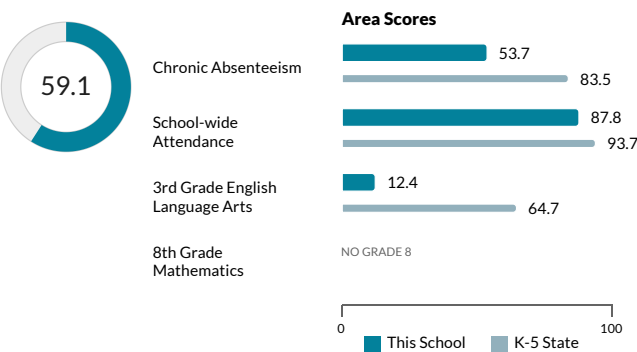 Area Scores
59.1
Chronic Absenteeism
53.7
83.5
School-wide
Attendance
87.8
93.7
3rd Grade English
Language Arts
12.4
64.7
8th Grade
Mathematics
NO GRADE 8
0
100
This School
K-5 State